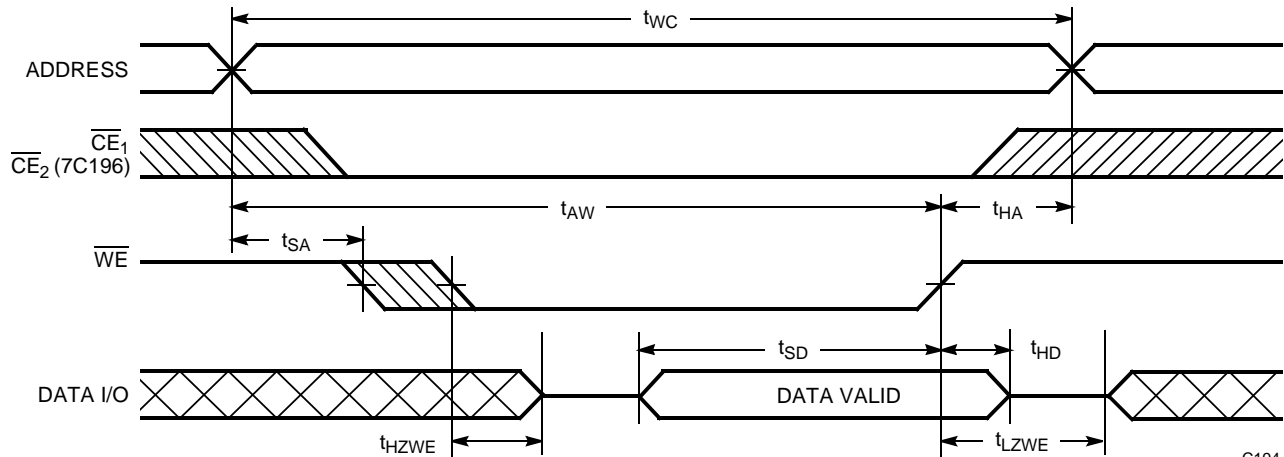 tWC
ADDRESS
CE1
CE2 (7C196)
tAW
tHA
tSA
WE
tSD
tHD
DATA I/O
DATA VALID
tHZWE
tLZWE